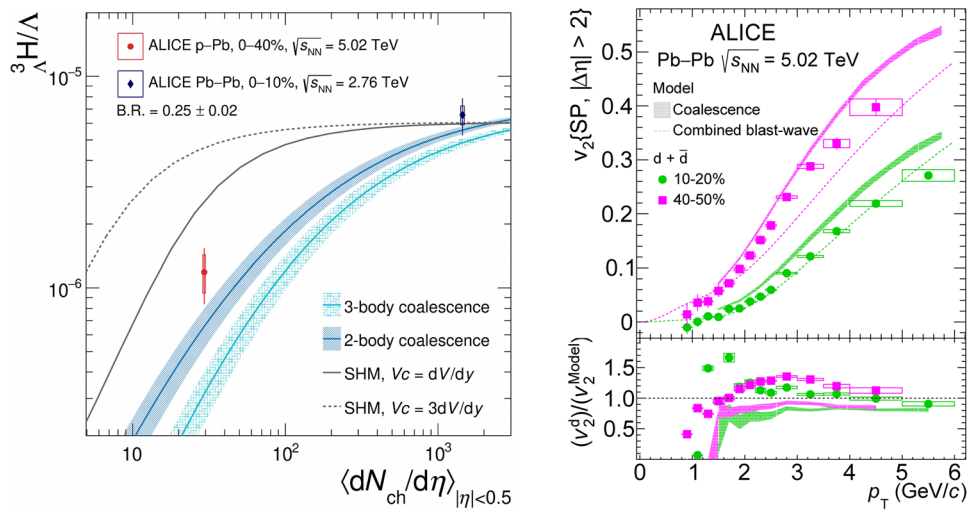 ³ΛH/Λ
ALICE p–Pb, 0–40%, √sNN = 5.02 TeV
ALICE Pb–Pb, 0–10%, √sNN = 2.76 TeV
B.R. = 0.25 ± 0.02
10⁻⁵
10⁻⁶
3-body coalescence
2-body coalescence
SHM, Vc = dV/dy
SHM, Vc = 3dV/dy
10 10² 10³
⟨dNch/dη⟩|η|<0.5
v2{SP, |Δη| > 2}
ALICE
Pb–Pb √sNN = 5.02 TeV
Model
Coalescence
Combined blast-wave
d + d̅
10-20%
40-50%
0.5
0.4
0.3
0.2
0.1
0
(v2d)/(v2Model)
1.5
1.0
0.5
0 1 2 3 4 5 6
pT (GeV/c)